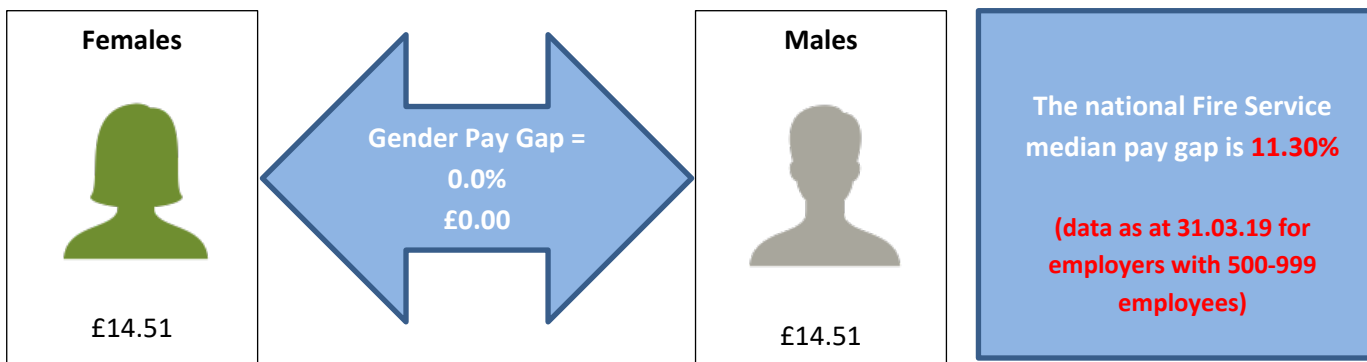 Females
£14.51
Gender Pay Gap =
0.0%
£0.00
Males
£14.51
The national Fire Service
median pay gap is 11.30%
(data as at 31.03.19 for
employers with 500-999
employees)